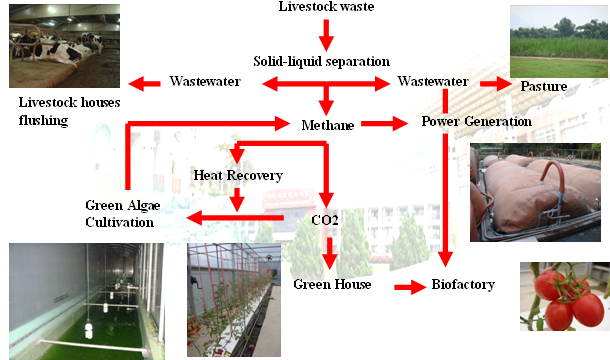 Livestock waste
Solid-liquid separation
Wastewater
Wastewater
Livestock houses
flushing
Pasture
Methane
Power Generation
Heat Recovery
Green Algae
Cultivation
CO2
Green House
Biofactory